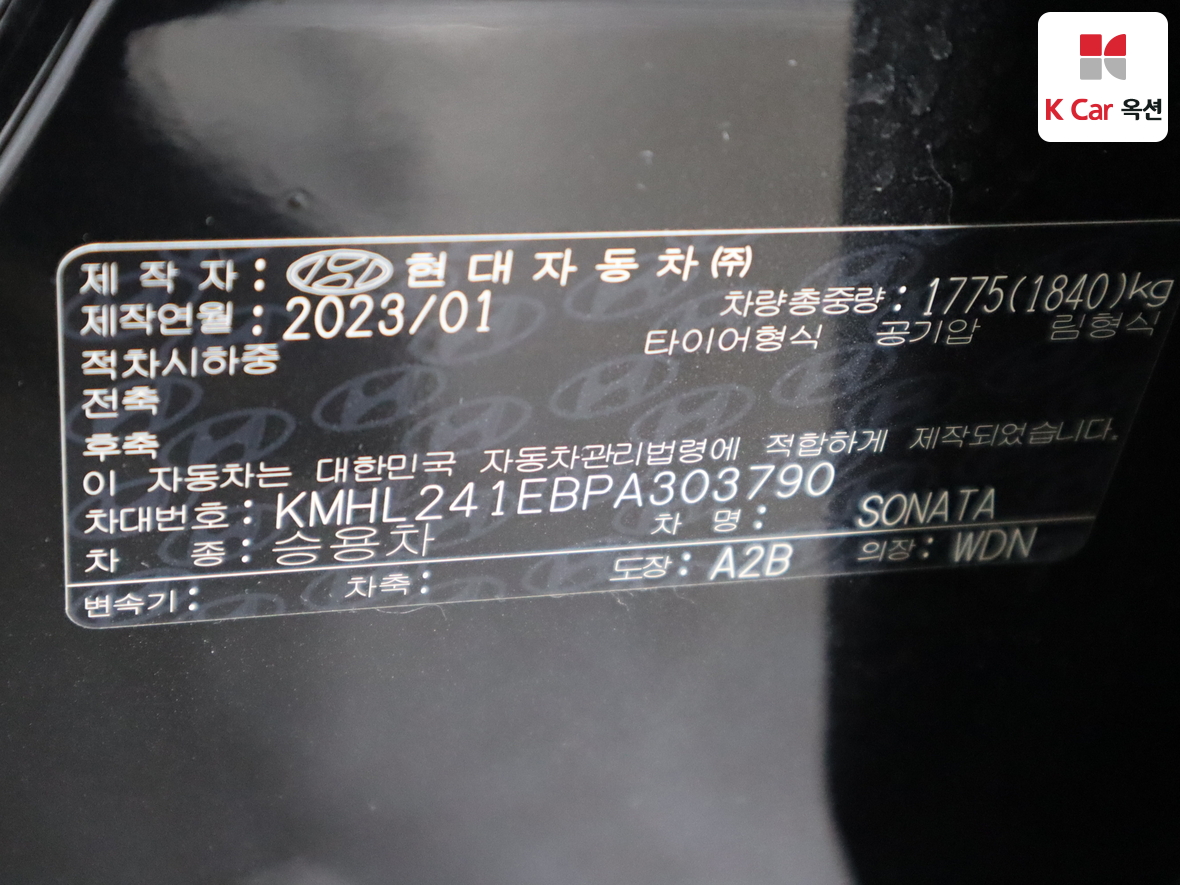 K Car 옥션
제 작 자 : 현 대 자 동 차 ㈜
제작연월 : 2023/01 차량총중량 : 1775(1840)kg
적차시하중 타이어형식 공기압 림형식
전축
후축
이 자동차는 대한민국 자동차관리법령에 적합하게 제작되었습니다.
차대번호 : KMHL241EBPA303790
차 종 : 승용차 차 명 : SONATA
변속기 : 차축 : 도장 : A2B 의장 : WDN